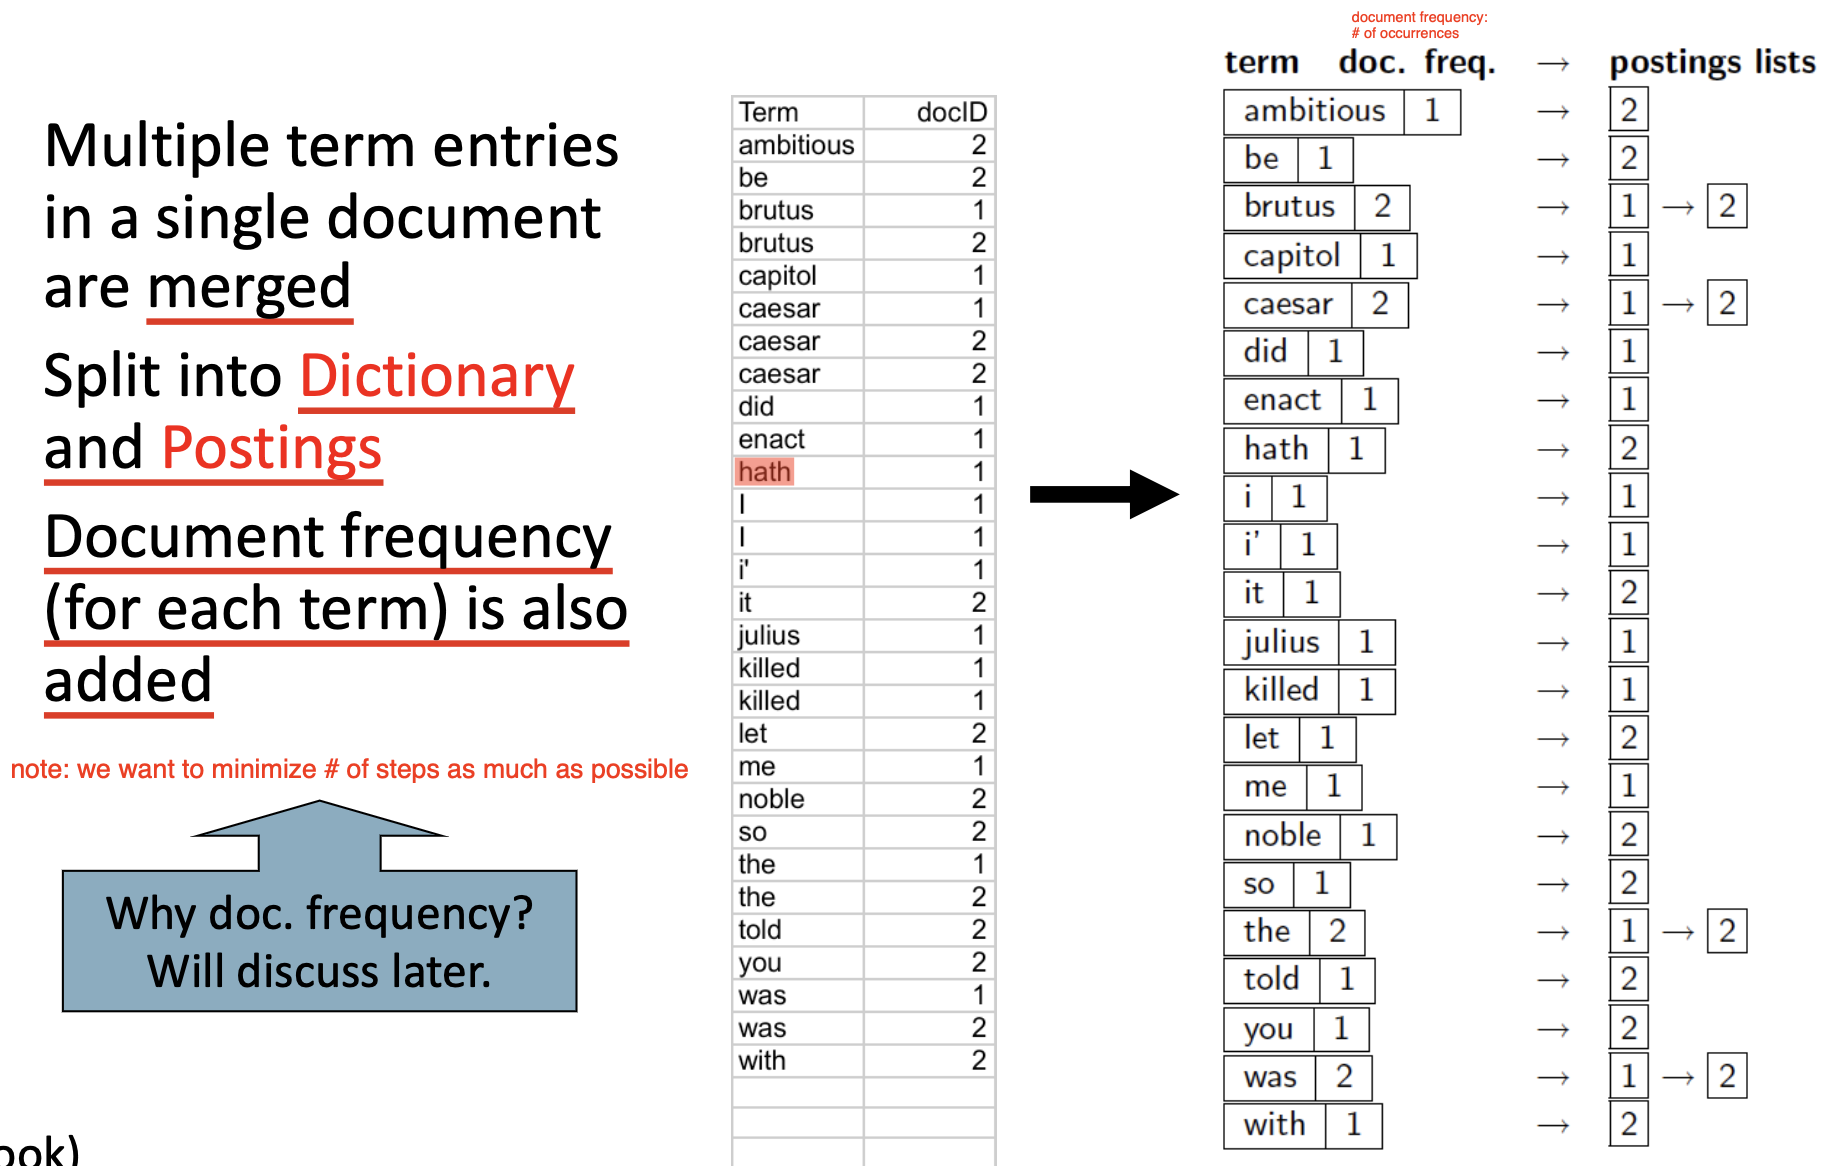 Multiple term entries
in a single document
are merged
Split into Dictionary
and Postings
Document frequency
(for each term) is also
added
note: we want to minimize # of steps as much as possible
Why doc. frequency?
Will discuss later.
ook)
Term docID
ambitious 2
be 2
brutus 1
brutus 2
capitol 1
caesar 1
caesar 2
caesar 2
did 1
enact 1
hath 1
I 1
I 1
i' 1
it 2
julius 1
killed 1
killed 1
let 2
me 1
noble 2
so 2
the 1
the 2
told 2
you 2
was 1
was 2
with 2
document frequency:
# of occurrences
term doc. freq. → postings lists
ambitious 1 → 2
be 1 → 2
brutus 2 → 1 → 2
capitol 1 → 1
caesar 2 → 1 → 2
did 1 → 1
enact 1 → 1
hath 1 → 2
i 1 → 1
i' 1 → 1
it 1 → 2
julius 1 → 1
killed 1 → 1
let 1 → 2
me 1 → 1
noble 1 → 2
so 1 → 2
the 2 → 1 → 2
told 1 → 2
you 1 → 2
was 2 → 1 → 2
with 1 → 2